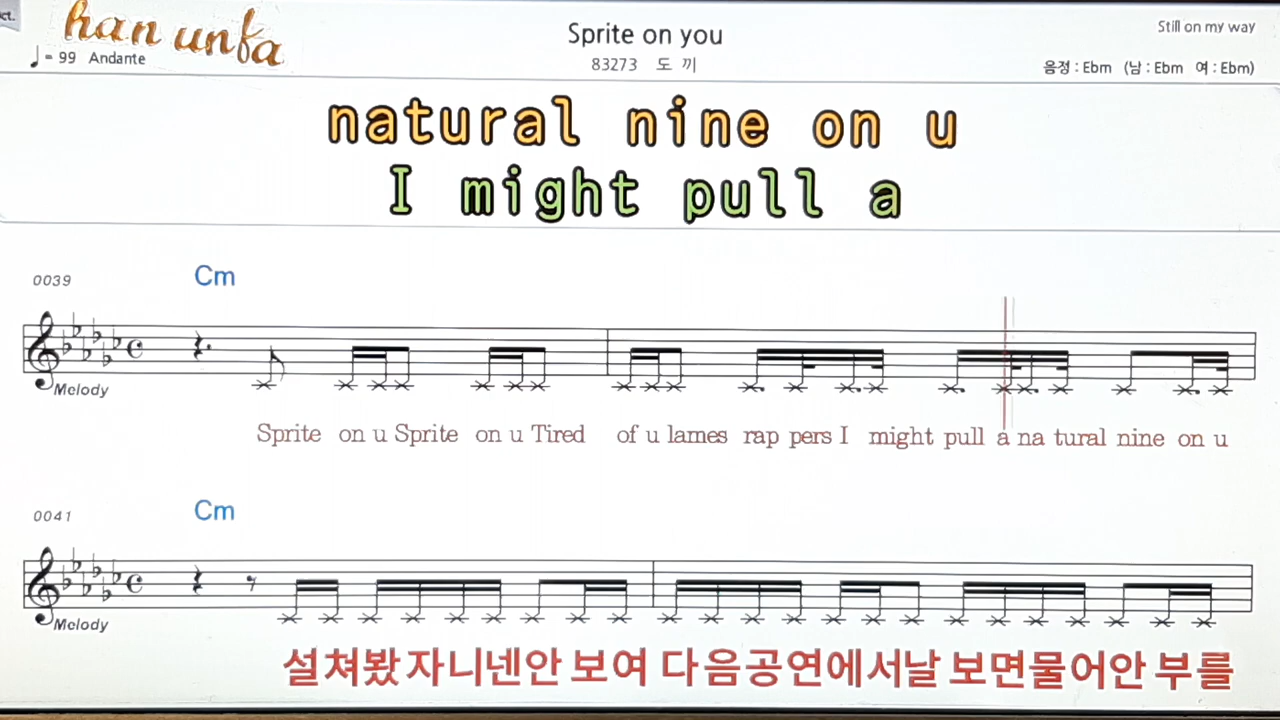 ct.
han unfa
Sprite on you
Still on my way
♩ = 99 Andante
83273 도 끼
음정 : Ebm (남 : Ebm 여 : Ebm)
natural nine on u
I might pull a
0039
Cm
Melody
Sprite on u Sprite on u Tired of u lames rap pers I might pull a na tural nine on u
0041
Cm
Melody
설쳐봤자니넨안 보여 다음공연에서날 보면물어안 부를